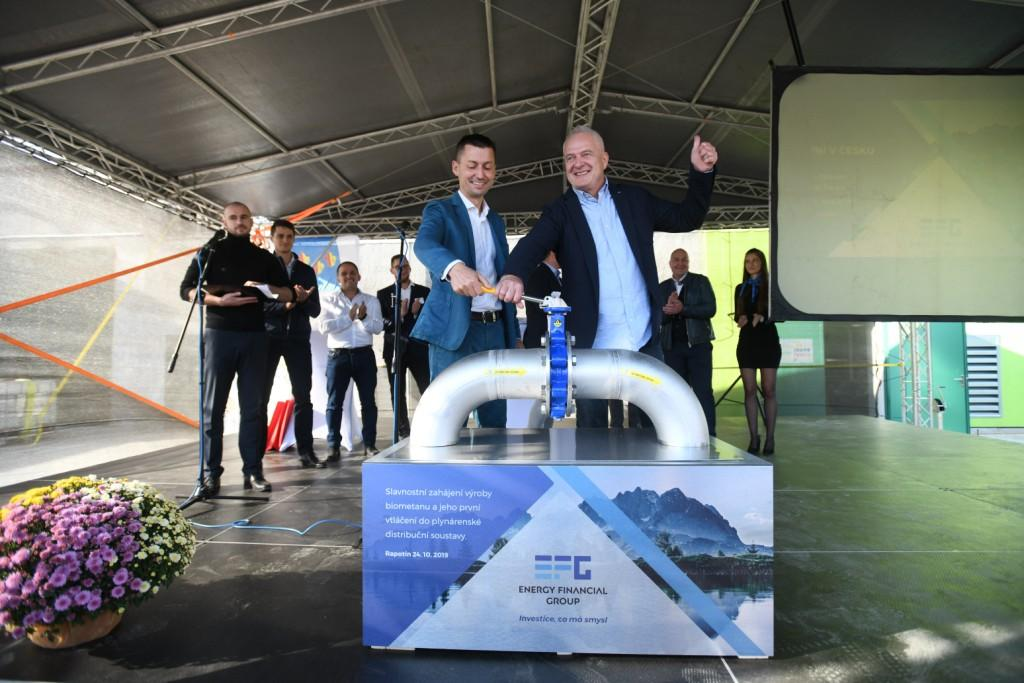 V ČESKU
Slavnostní zahájení výroby
biometanu a jeho první
vtláčení do plynárenské
distribuční soustavy.
Rapotín 24. 10. 2019
EFG
ENERGY FINANCIAL
GROUP
Investice, co má smysl